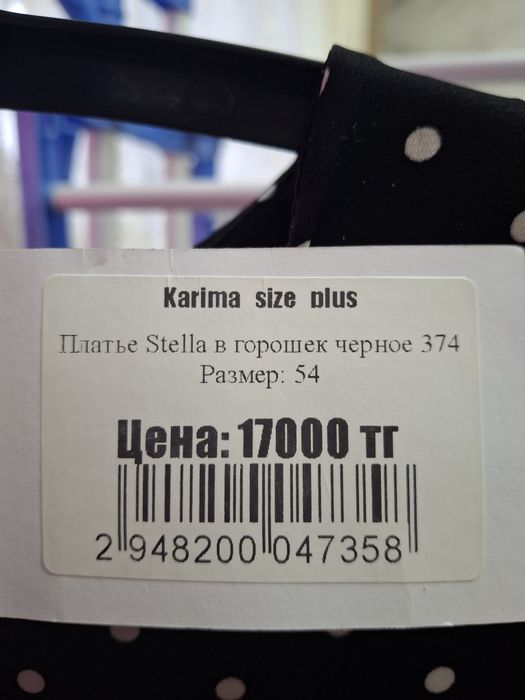 Karima size plus
Платье Stella в горошек черное 374
Размер: 54
Цена: 17000 тг
2 948200 047358